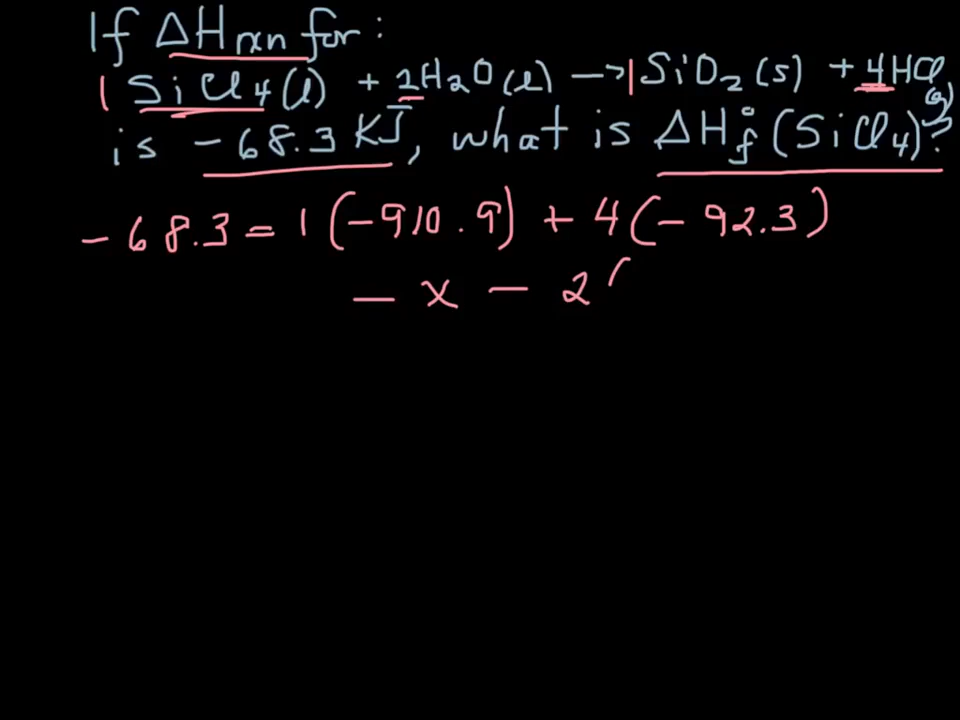 If ΔHrxn for:
1 SiCl₄(l) + 2H₂O(l) → 1SiO₂(s) + 4HCl(g)
is -68.3 KJ, what is ΔH°f(SiCl₄)?
-68.3 = 1(-910.9) + 4(-92.3)
- x - 2(